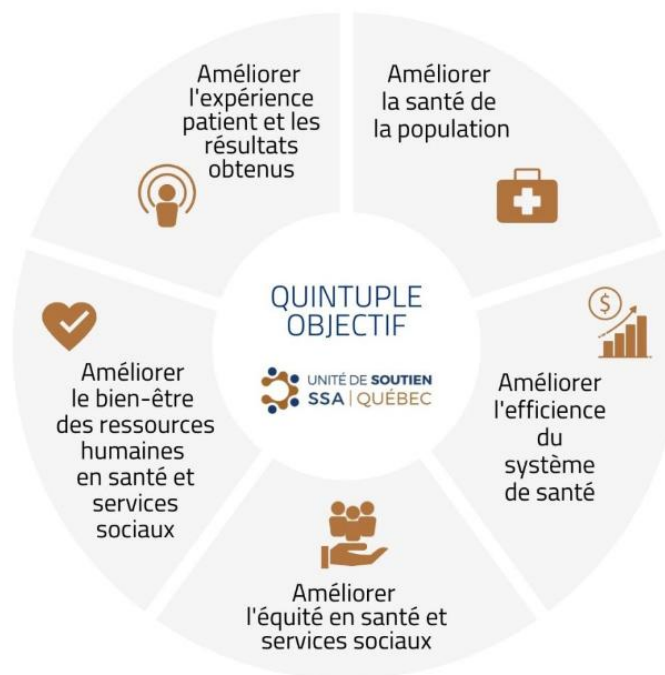 Améliorer
l'expérience
patient et les
résultats
obtenus
Améliorer
la santé de
la population
$
QUINTUPLE
OBJECTIF
UNITÉ DE SOUTIEN
SSA | QUÉBEC
Améliorer
l'efficience
du
système
de santé
Améliorer
le bien-être
des ressources
humaines
en santé et
services
sociaux
Améliorer
l'équité en santé et
services sociaux